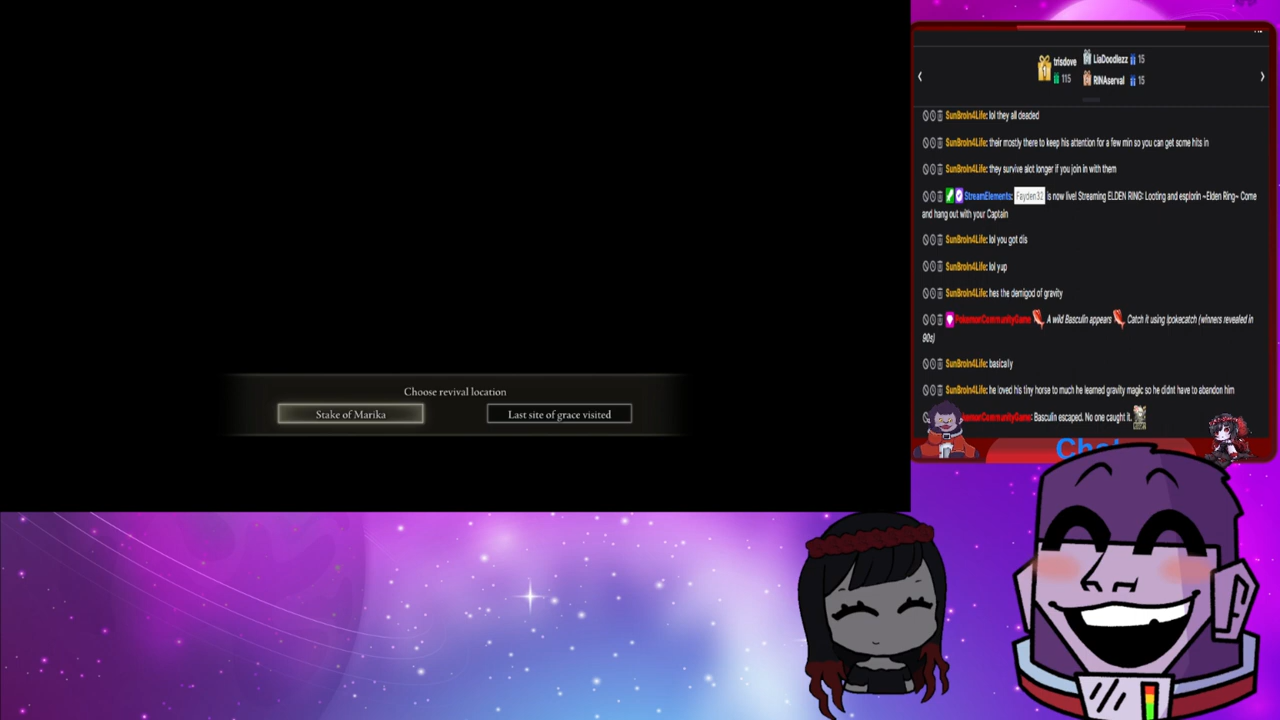 trisdove
115
LiaDoodlezz 15
RINAserval 15
SunBroIn4Life: lol they all deaded
SunBroIn4Life: their mostly there to keep his attention for a few min so you can get some hits in
SunBroIn4Life: they survive alot longer if you join in with them
StreamElements: Fayden31 is now live! Streaming ELDEN RING: Looting and esplorin ~Elden Ring~ Come
and hang out with your Captain
SunBroIn4Life: lol you got dis
SunBroIn4Life: lol yup
SunBroIn4Life: hes the demigod of gravity
PokemonCommunityGame: A wild Basculin appears Catch it using !pokecatch (winners revealed in
90s)
SunBroIn4Life: basicaly
SunBroIn4Life: he loved his tiny horse to much he learned gravity magic so he didnt have to abandon him
Basculin escaped. No one caught it.
Choose revival location
Stake of Marika
Last site of grace visited